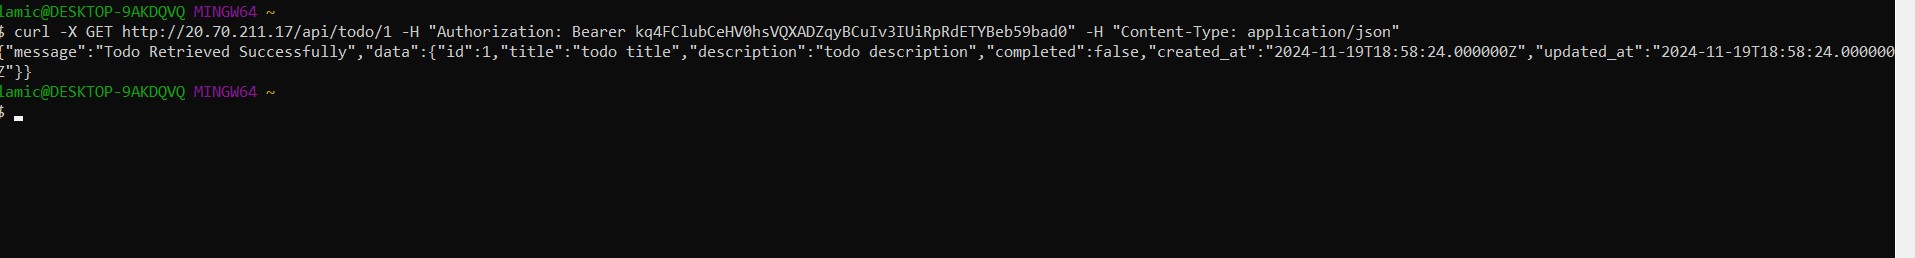 lamic@DESKTOP-9AKDQVQ MINGW64 ~
$ curl -X GET http://20.70.211.17/api/todo/1 -H "Authorization: Bearer kq4FClubCeHV0hsVQXADZqyBCuIv3IUiRpRdETYBeb59bad0" -H "Content-Type: application/json"
{"message":"Todo Retrieved Successfully","data":{"id":1,"title":"todo title","description":"todo description","completed":false,"created_at":"2024-11-19T18:58:24.000000Z","updated_at":"2024-11-19T18:58:24.000000
Z"}}
lamic@DESKTOP-9AKDQVQ MINGW64 ~
$